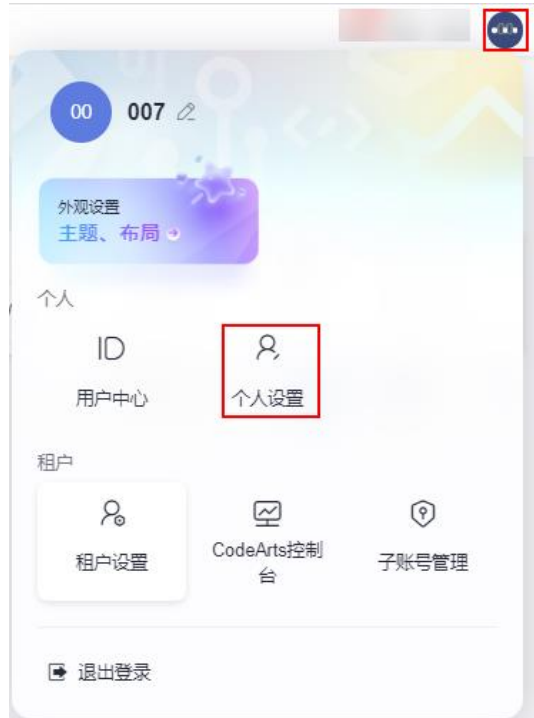 00 007
外观设置
主题、布局
个人
ID
用户中心 个人设置
租户
租户设置 CodeArts控制台 子账号管理
退出登录